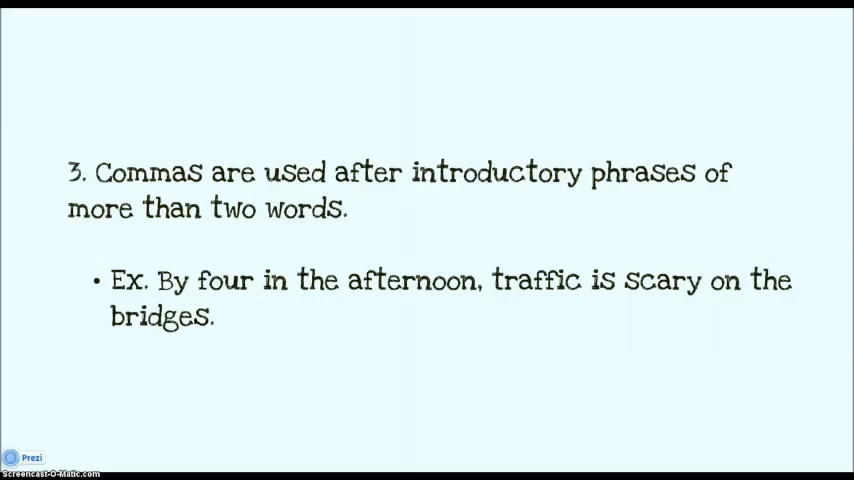 3. Commas are used after introductory phrases of
more than two words.
• Ex. By four in the afternoon, traffic is scary on the
bridges.
Prezi
Screencast-O-Matic.com